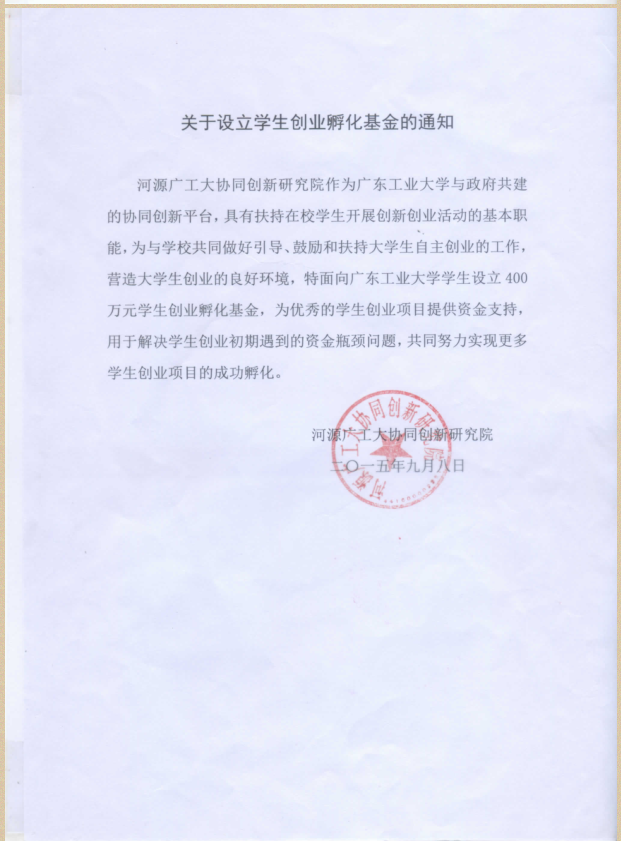 关于设立学生创业孵化基金的通知
河源广工大协同创新研究院作为广东工业大学与政府共建
的协同创新平台，具有扶持在校学生开展创新创业活动的基本职
能，为与学校共同做好引导、鼓励和扶持大学生自主创业的工作，
营造大学生创业的良好环境，特面向广东工业大学学生设立 400
万元学生创业孵化基金，为优秀的学生创业项目提供资金支持，
用于解决学生创业初期遇到的资金瓶颈问题，共同努力实现更多
学生创业项目的成功孵化。
河源广工大协同创新研究院
二〇一五年九月八日
河源广工大协同创新研究院